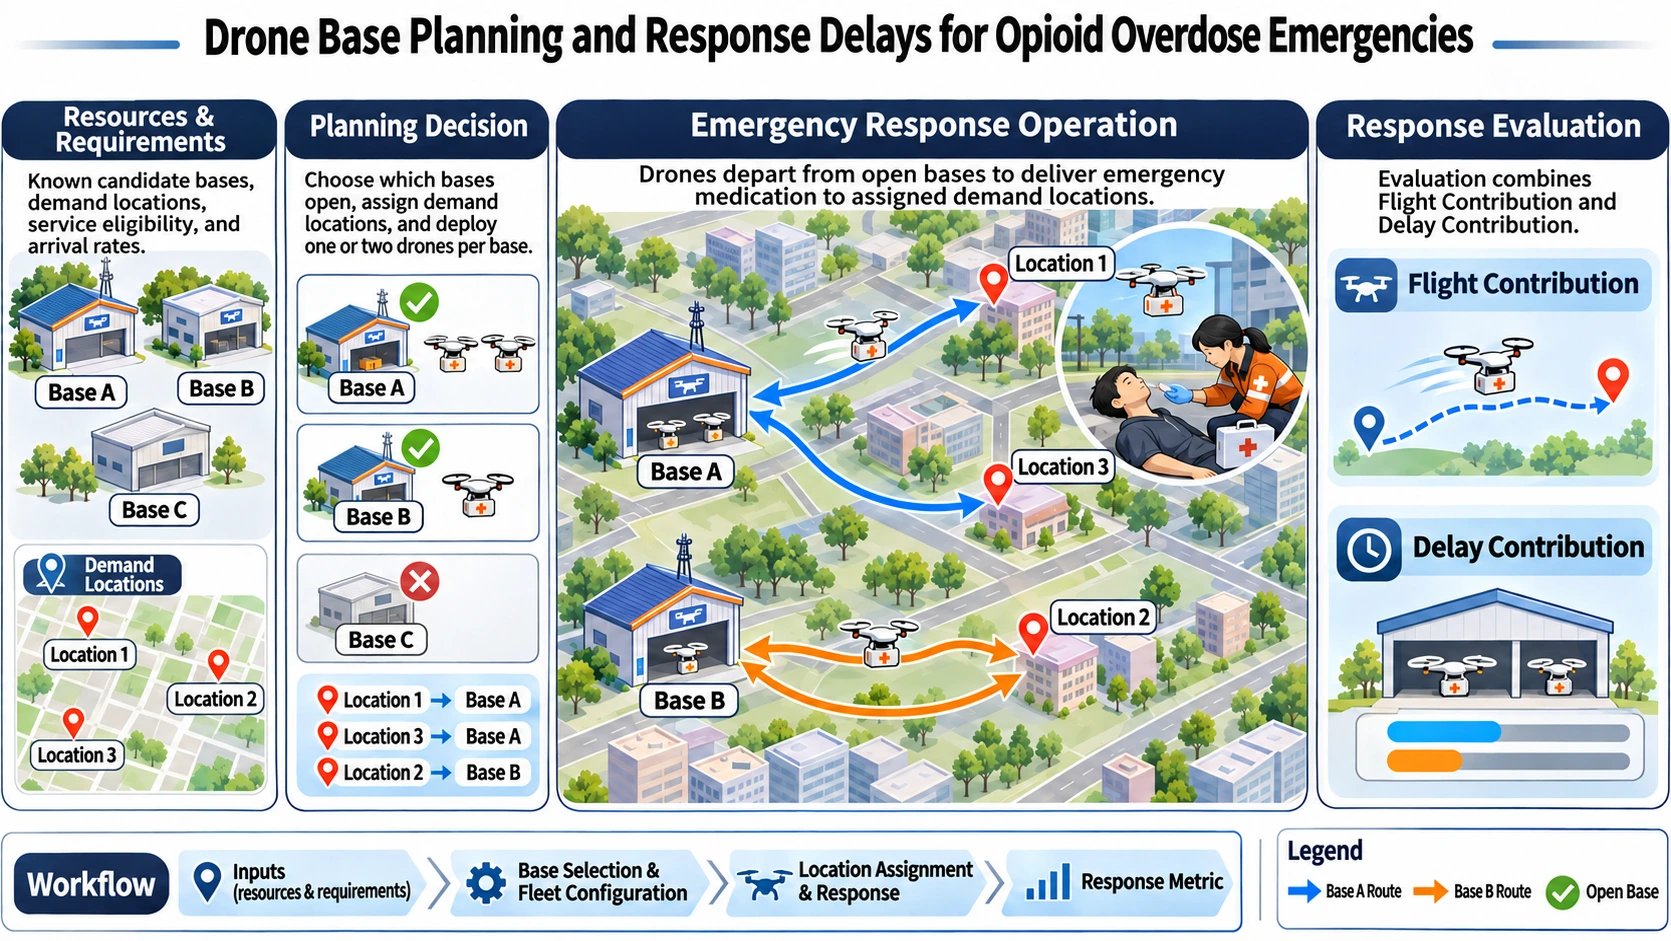 Drone Base Planning and Response Delays for Opioid Overdose Emergencies
Resources &
Requirements
Known candidate bases,
demand locations,
service eligibility, and
arrival rates.
Base A
Base B
Base C
Demand
Locations
Location 1
Location 2
Location 3
Planning Decision
Choose which bases
open, assign demand
locations, and deploy
one or two drones per base.
Base A
Base B
Base C
Location 1 Base A
Location 3 Base A
Location 2 Base B
Emergency Response Operation
Drones depart from open bases to deliver emergency
medication to assigned demand locations.
Location 1
Base A
Location 3
Location 2
Base B
Response Evaluation
Evaluation combines
Flight Contribution and
Delay Contribution.
Flight Contribution
Delay Contribution
Workflow
Inputs
(resources & requirements)
Base Selection &
Fleet Configuration
Location Assignment
& Response
Response Metric
Legend
Base A Route
Base B Route
Open Base